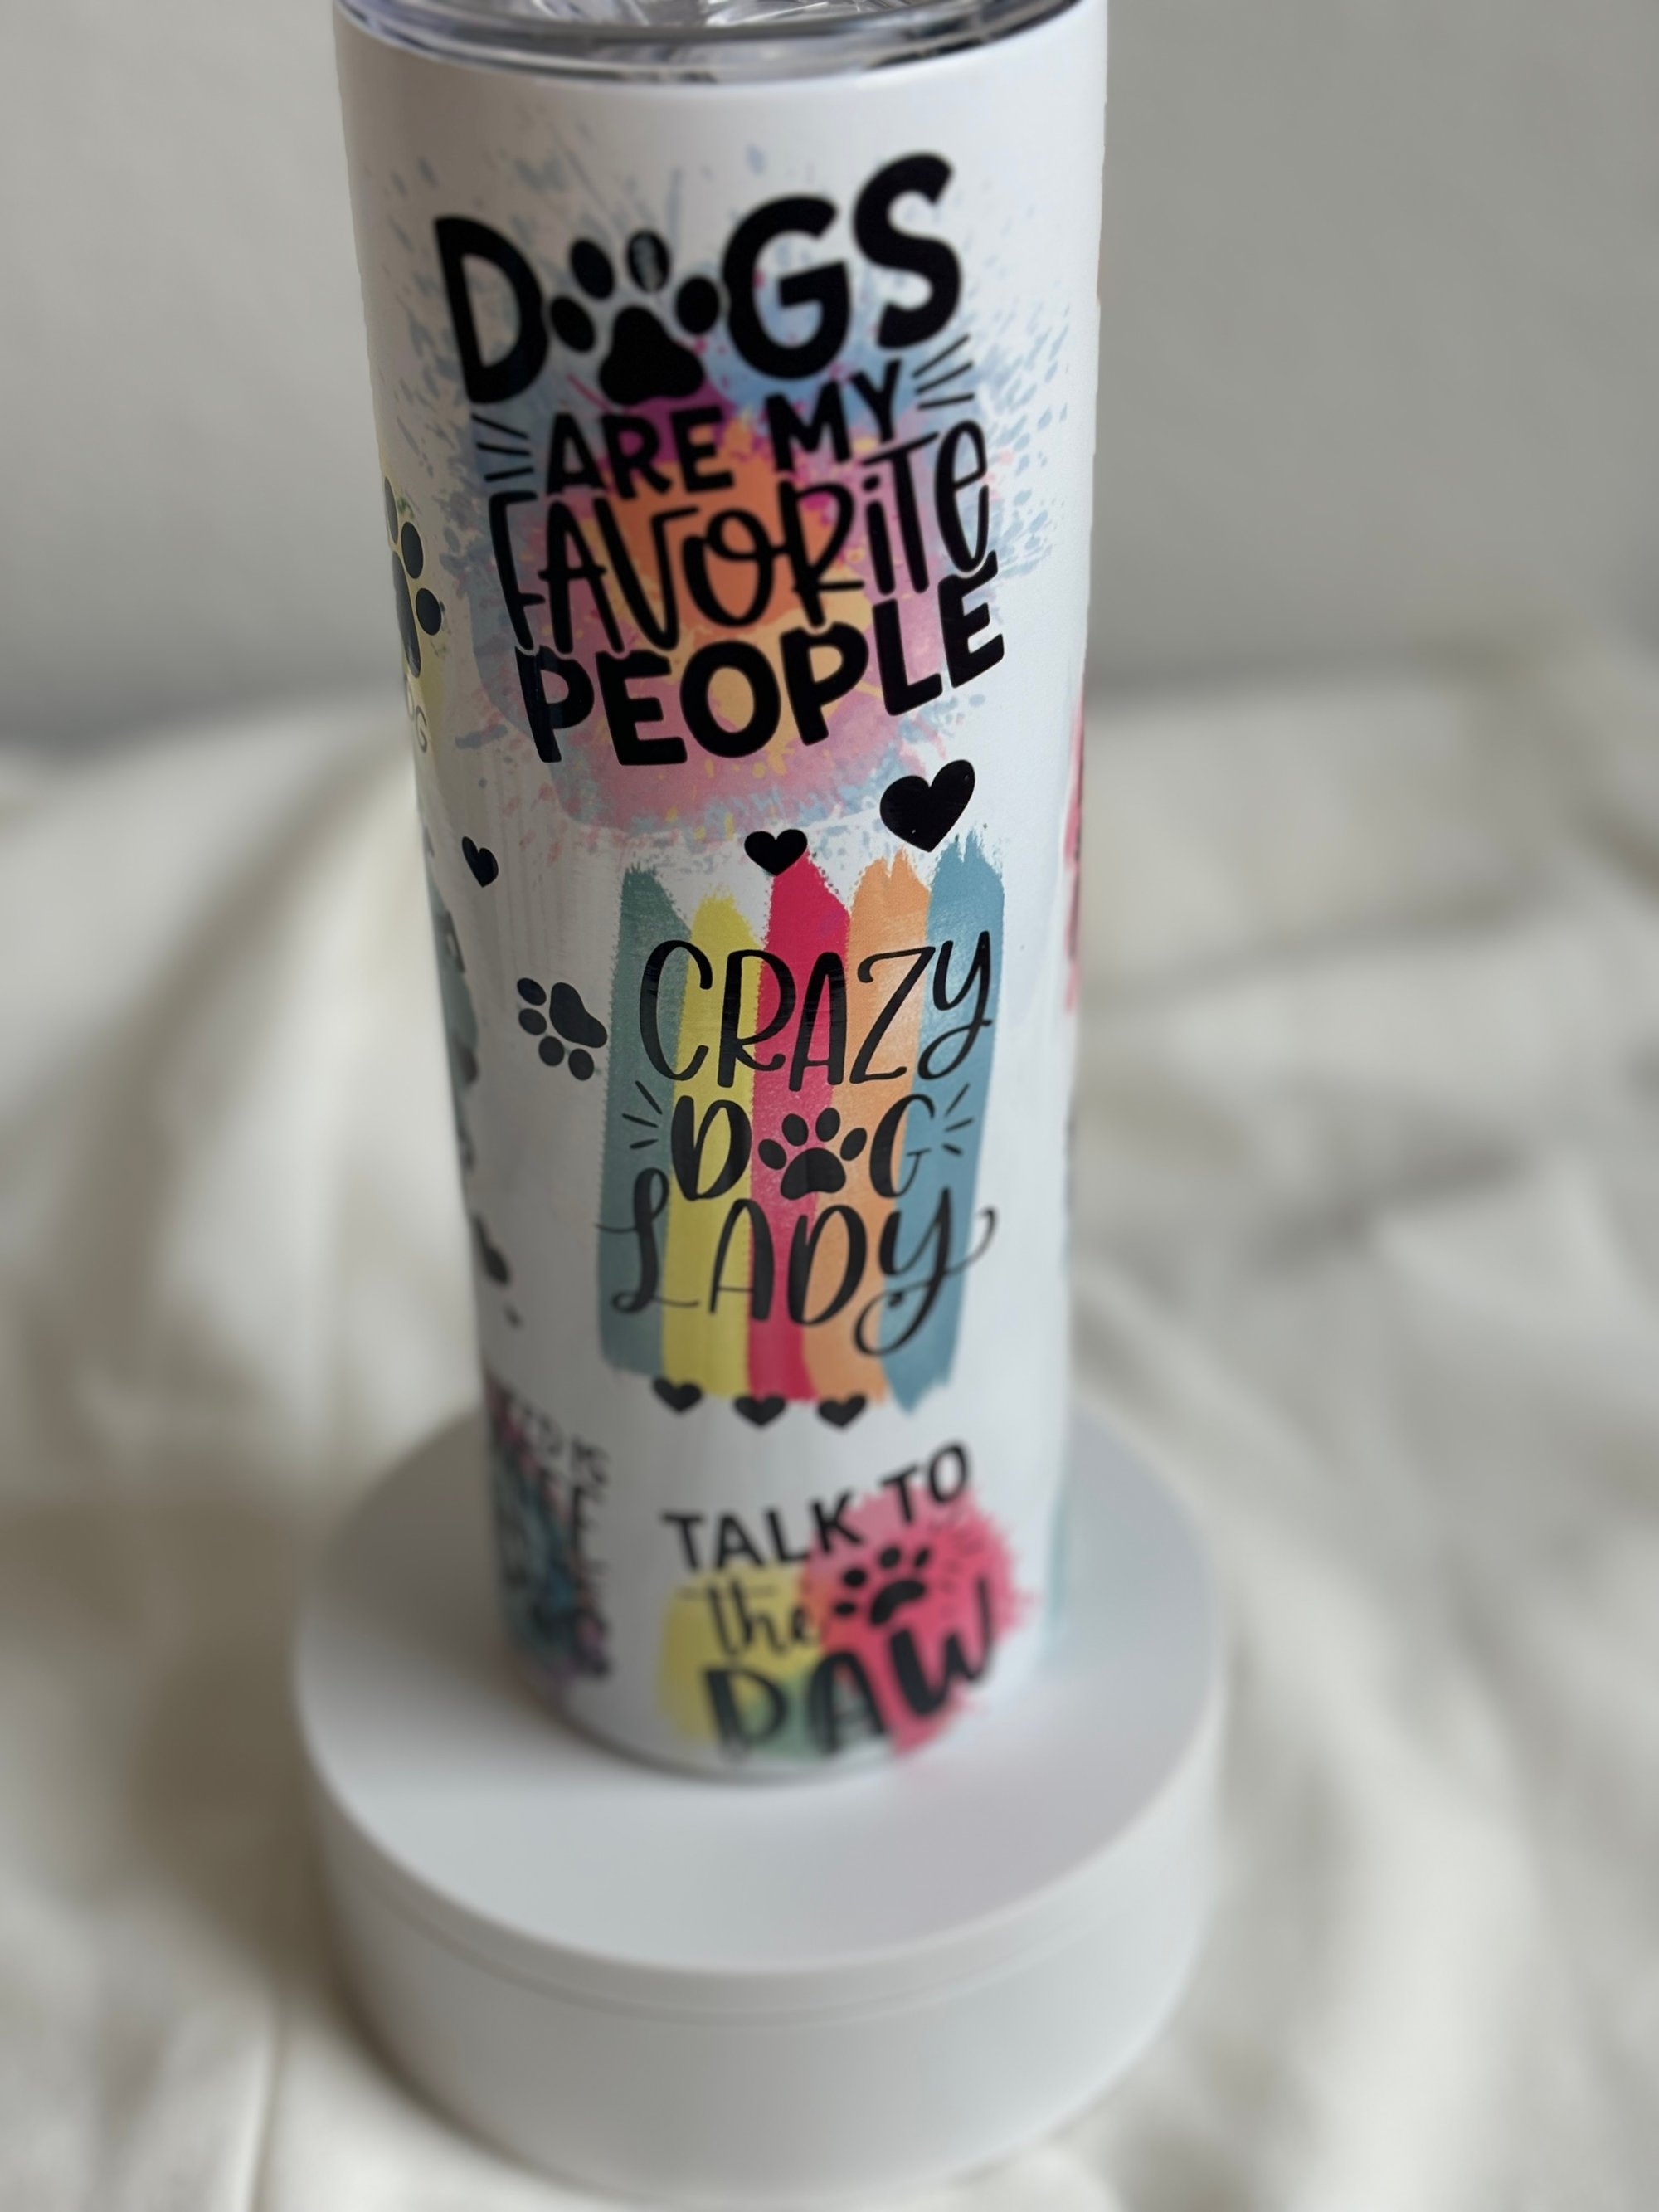 DOGS
ARE MY
FAVORiTe
PEOPLE
CRAZY
DOG
LADY
TALK TO
the
PAW